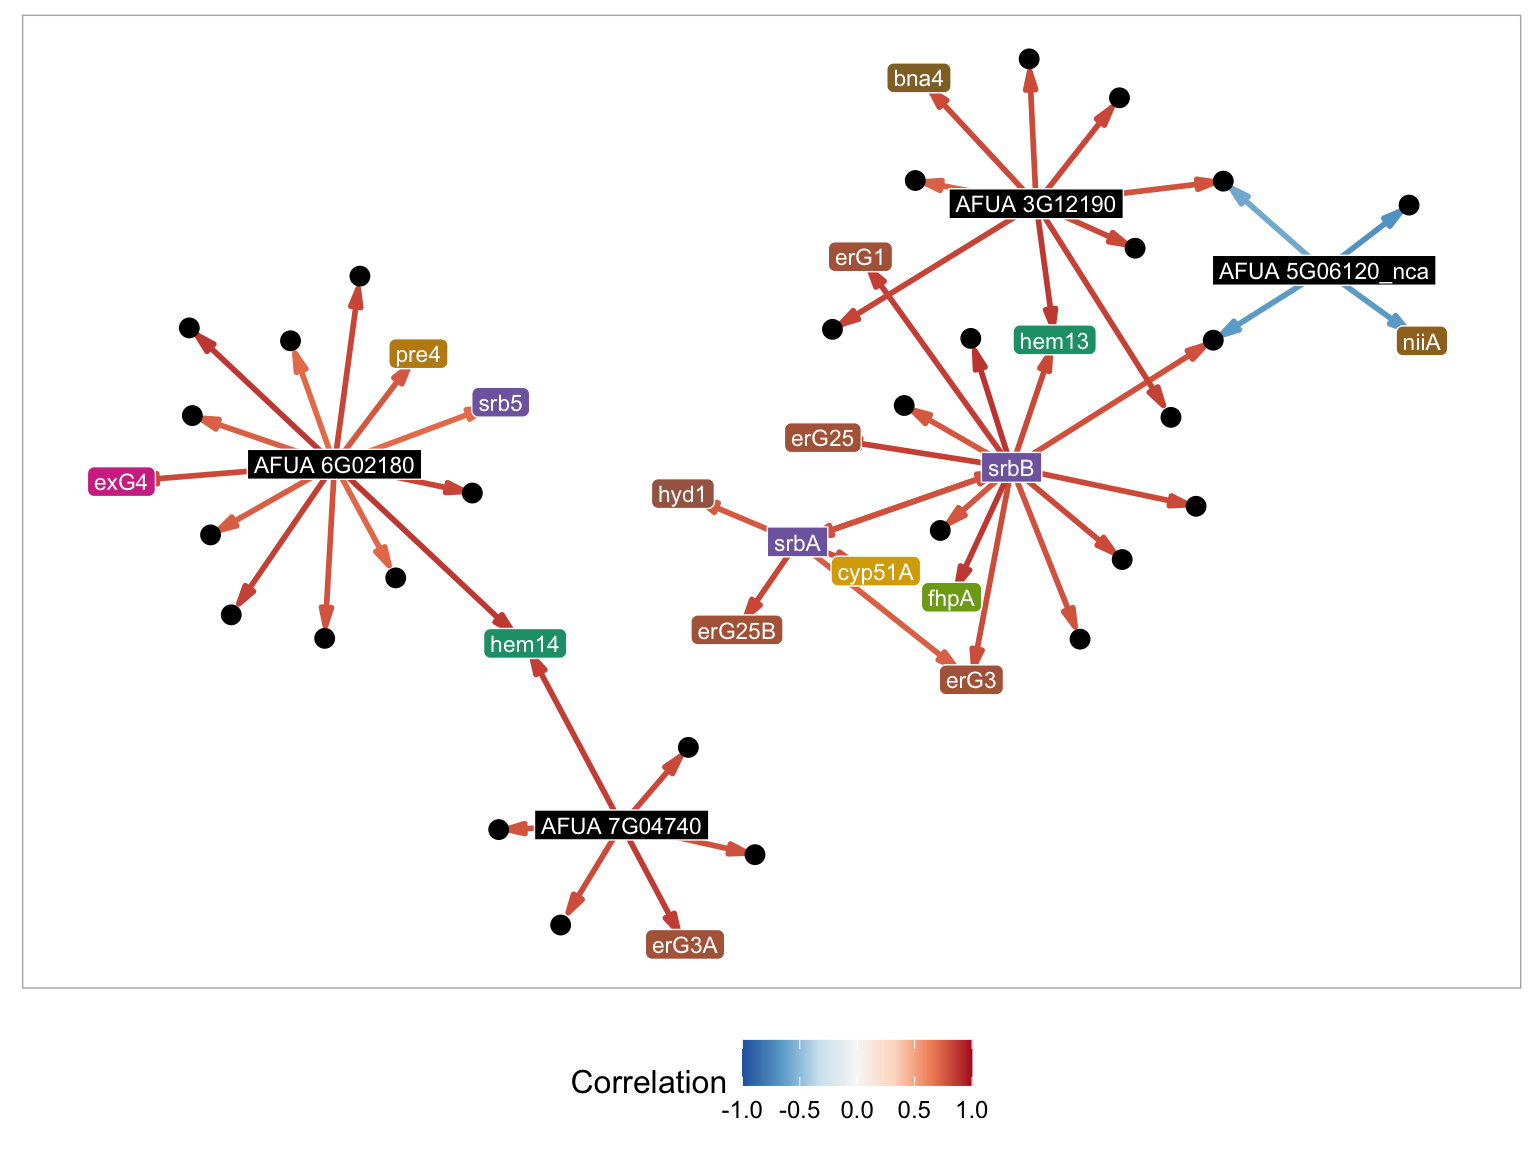 bna4
AFUA 3G12190
erG1
AFUA 5G06120_nca
hem13
niiA
pre4
srb5
erG25
AFUA 6G02180
srbB
exG4
hyd1
srbA
cyp51A
fhpA
erG25B
hem14
erG3
AFUA 7G04740
erG3A
Correlation
-1.0 -0.5 0.0 0.5 1.0